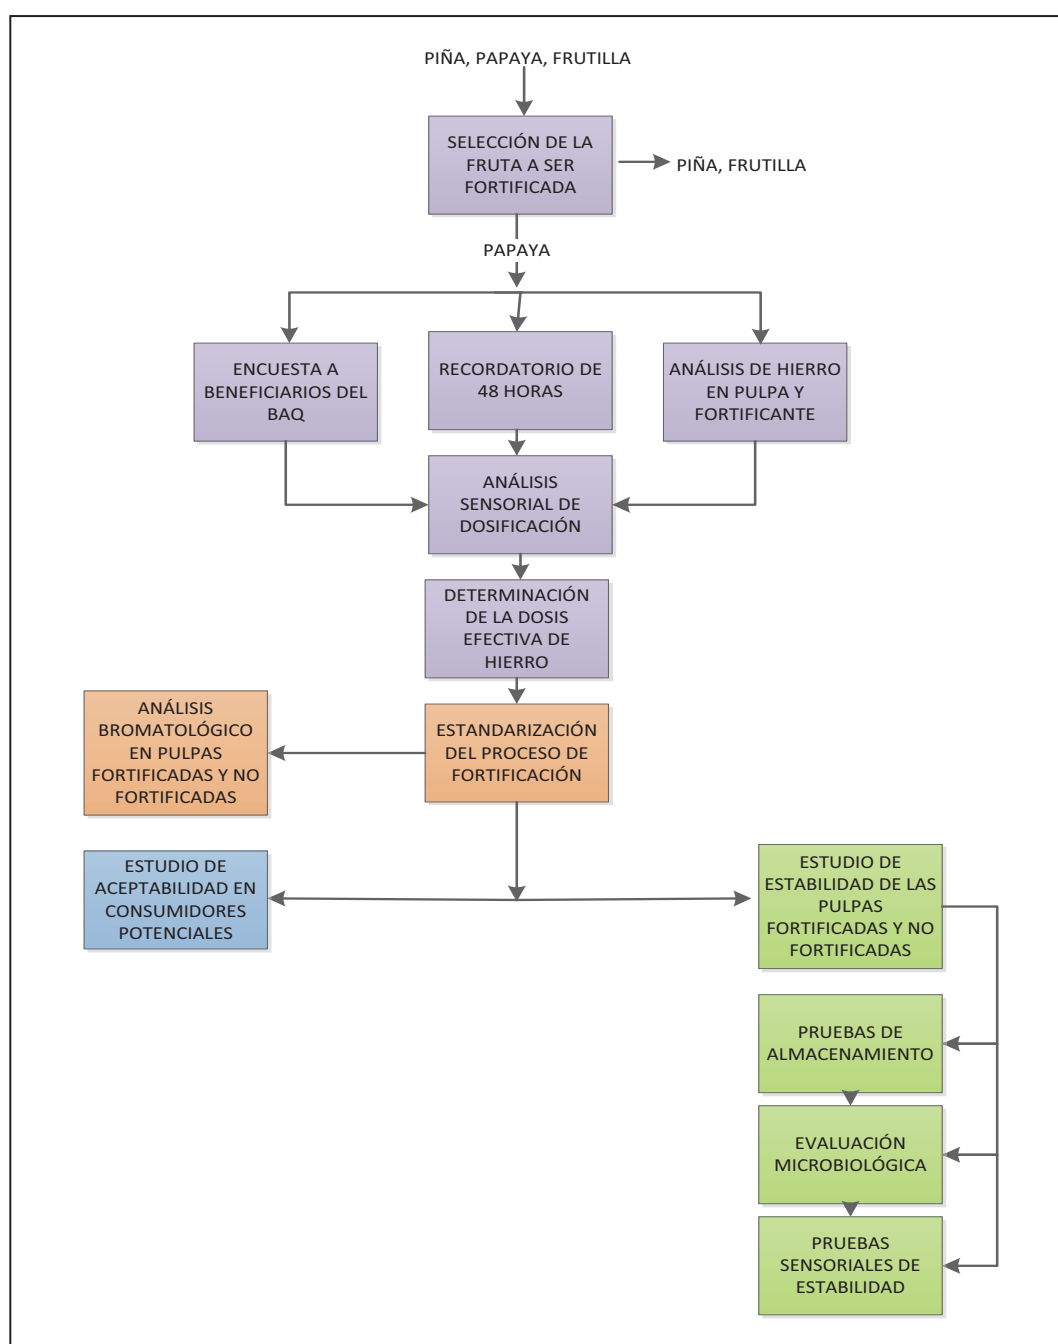 PIÑA, PAPAYA, FRUTILLA
SELECCIÓN DE LA
FRUTA A SER
FORTIFICADA
PIÑA, FRUTILLA
PAPAYA
ENCUESTA A
BENEFICIARIOS DEL
BAQ
RECORDATORIO DE
48 HORAS
ANÁLISIS DE HIERRO
EN PULPA Y
FORTIFICANTE
ANÁLISIS
SENSORIAL DE
DOSIFICACIÓN
DETERMINACIÓN
DE LA DOSIS
EFECTIVA DE
HIERRO
ANÁLISIS
BROMATOLÓGICO
EN PULPAS
FORTIFICADAS Y NO
FORTIFICADAS
ESTANDARIZACIÓN
DEL PROCESO DE
FORTIFICACIÓN
ESTUDIO DE
ACEPTABILIDAD EN
CONSUMIDORES
POTENCIALES
ESTUDIO DE
ESTABILIDAD DE LAS
PULPAS
FORTIFICADAS Y NO
FORTIFICADAS
PRUEBAS DE
ALMACENAMIENTO
EVALUACIÓN
MICROBIOLÓGICA
PRUEBAS
SENSORIALES DE
ESTABILIDAD